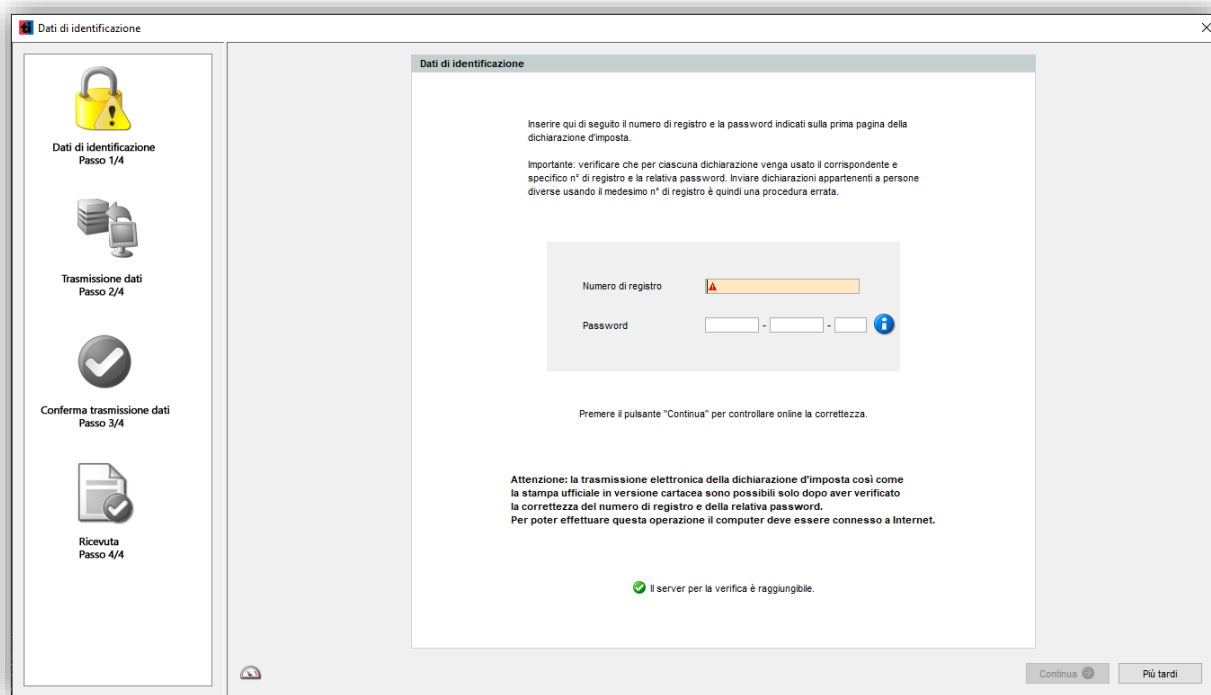 ti Dati di identificazione
Dati di identificazione
Passo 1/4
Trasmissione dati
Passo 2/4
Conferma trasmissione dati
Passo 3/4
Ricevuta
Passo 4/4
Dati di identificazione
Inserire qui di seguito il numero di registro e la password indicati sulla prima pagina della
dichiarazione d'imposta.
Importante: verificare che per ciascuna dichiarazione venga usato il corrispondente e
specifico n° di registro e la relativa password. Inviare dichiarazioni appartenenti a persone
diverse usando il medesimo n° di registro è quindi una procedura errata.
Numero di registro
Password - -
Premere il pulsante "Continua" per controllare online la correttezza.
Attenzione: la trasmissione elettronica della dichiarazione d'imposta così come
la stampa ufficiale in versione cartacea sono possibili solo dopo aver verificato
la correttezza del numero di registro e della relativa password.
Per poter effettuare questa operazione il computer deve essere connesso a Internet.
Il server per la verifica è raggiungibile.
Continua
Più tardi